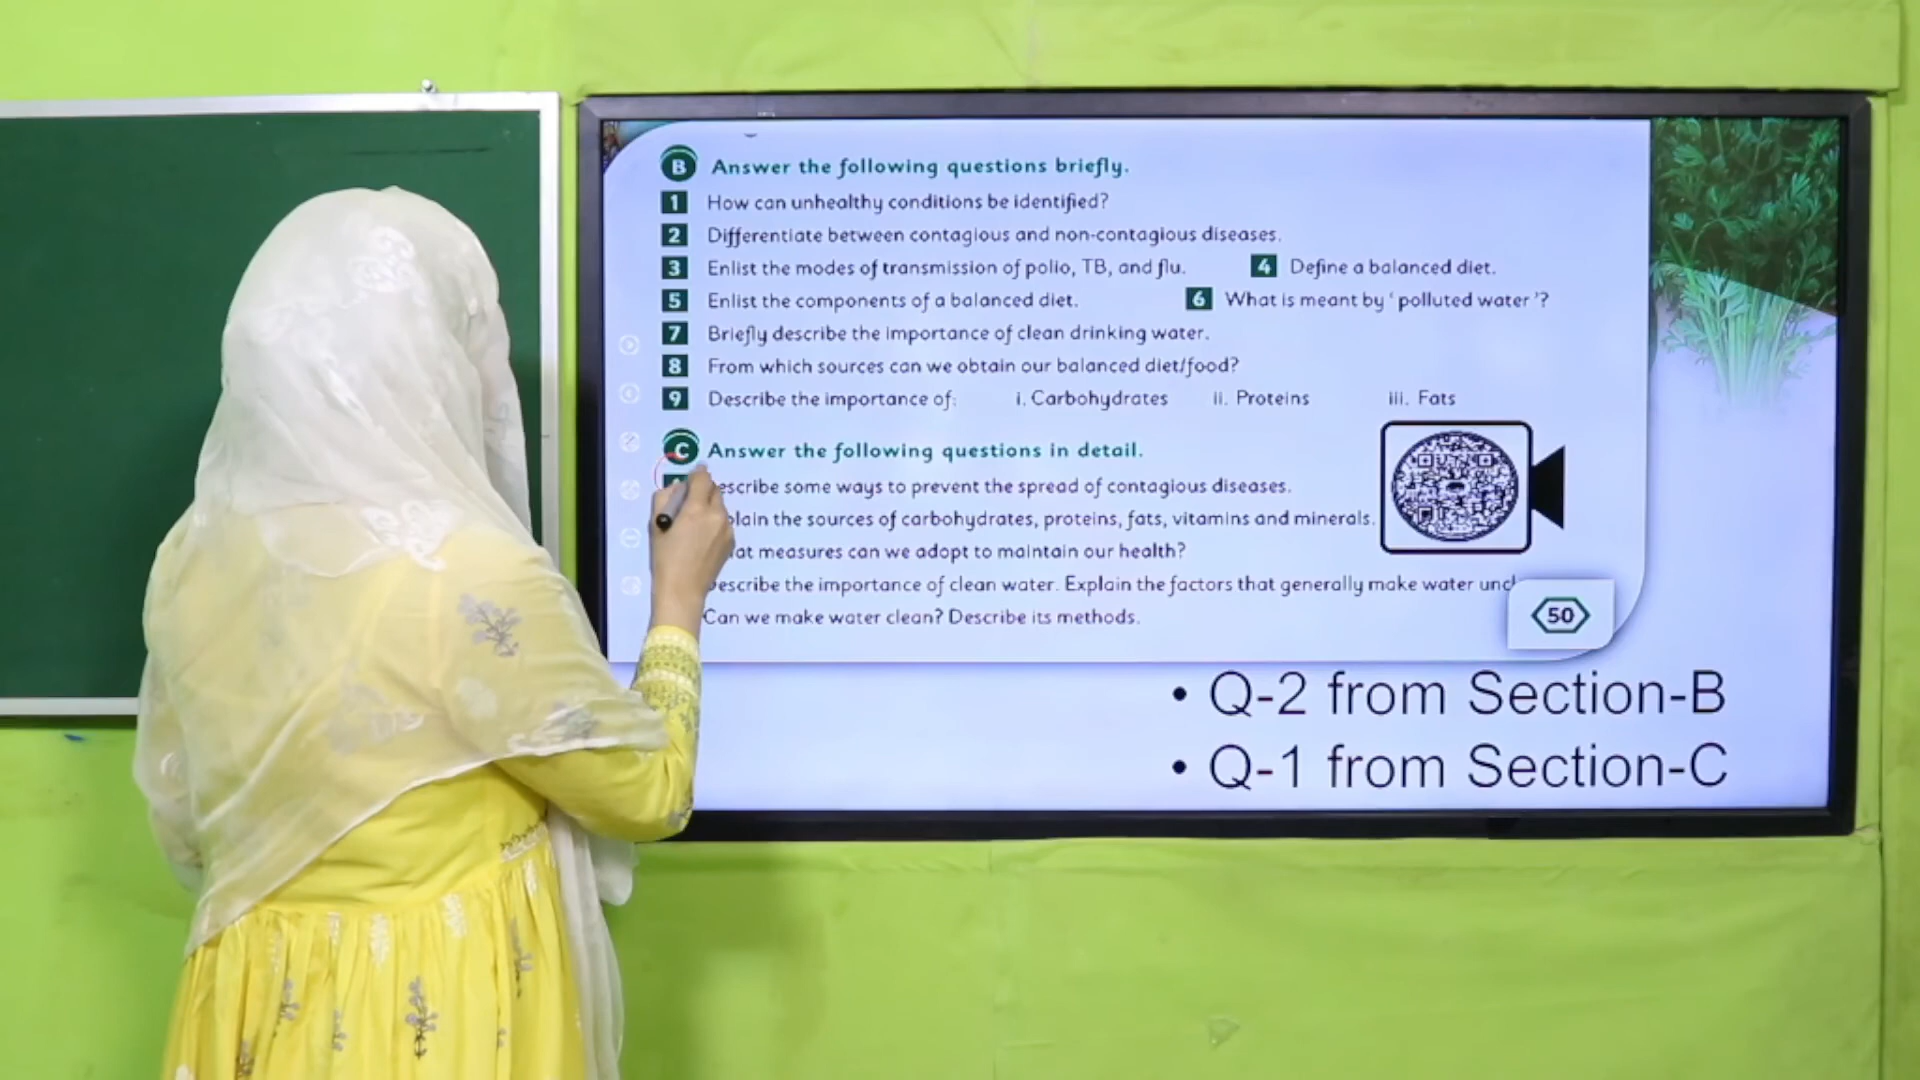 B Answer the following questions briefly.
1 How can unhealthy conditions be identified?
2 Differentiate between contagious and non-contagious diseases.
3 Enlist the modes of transmission of polio, TB, and flu. 4 Define a balanced diet.
5 Enlist the components of a balanced diet. 6 What is meant by ‘ polluted water ’?
7 Briefly describe the importance of clean drinking water.
8 From which sources can we obtain our balanced diet/food?
9 Describe the importance of: i. Carbohydrates ii. Proteins iii. Fats
C Answer the following questions in detail.
escribe some ways to prevent the spread of contagious diseases.
plain the sources of carbohydrates, proteins, fats, vitamins and minerals.
at measures can we adopt to maintain our health?
escribe the importance of clean water. Explain the factors that generally make water uncl
Can we make water clean? Describe its methods.
50
• Q-2 from Section-B
• Q-1 from Section-C